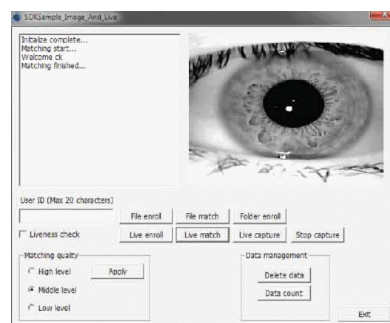 SDKSample_Image_And_Live
Initialize complete...
Matching start...
Welcome ck
Matching finished...
User ID (Max 20 characters)
File enroll File match Folder enroll
Liveness check Live enroll Live match Live capture Stop capture
Matching quality Data management
High level Apply Delete data
Middle level Data count
Low level
Exit